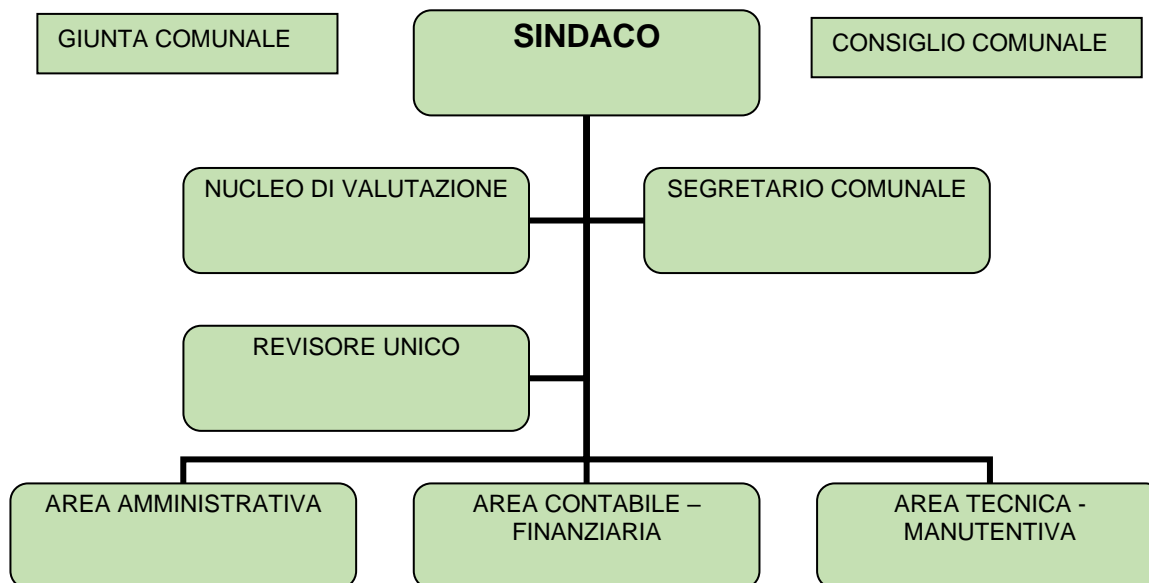 GIUNTA COMUNALE
SINDACO
CONSIGLIO COMUNALE
NUCLEO DI VALUTAZIONE
SEGRETARIO COMUNALE
REVISORE UNICO
AREA AMMINISTRATIVA
AREA CONTABILE –
FINANZIARIA
AREA TECNICA -
MANUTENTIVA